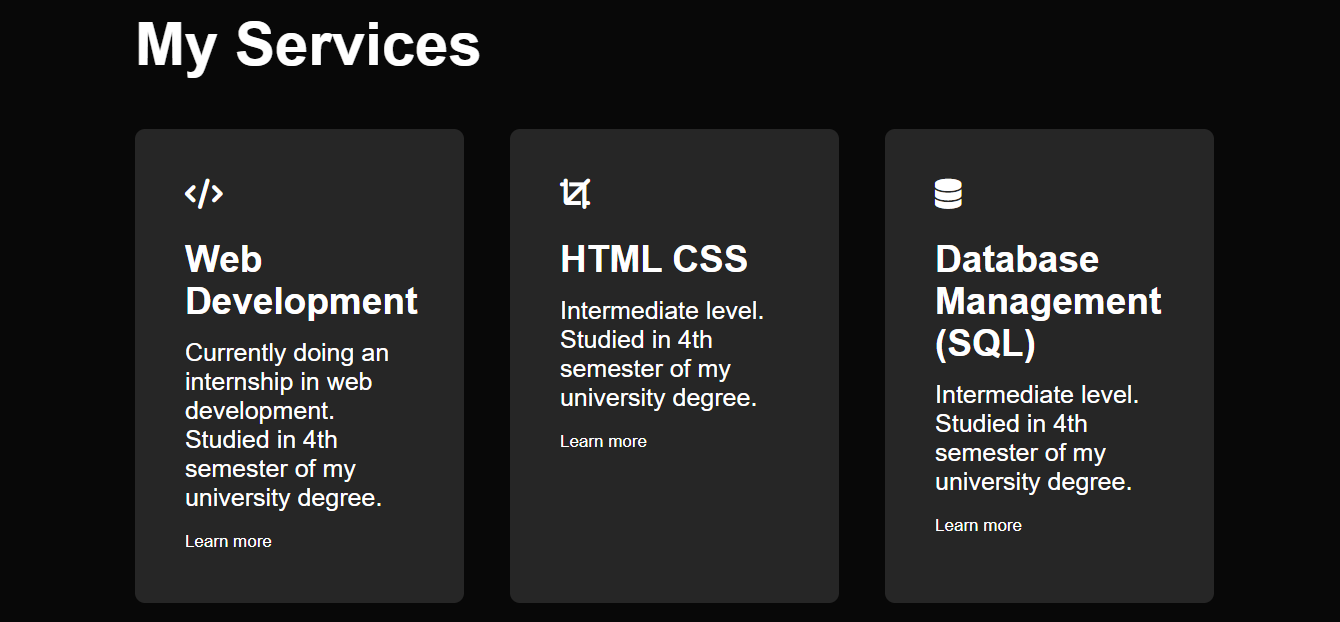 My Services
Web
Development
Currently doing an
internship in web
development.
Studied in 4th
semester of my
university degree.
Learn more
HTML CSS
Intermediate level.
Studied in 4th
semester of my
university degree.
Learn more
Database
Management
(SQL)
Intermediate level.
Studied in 4th
semester of my
university degree.
Learn more